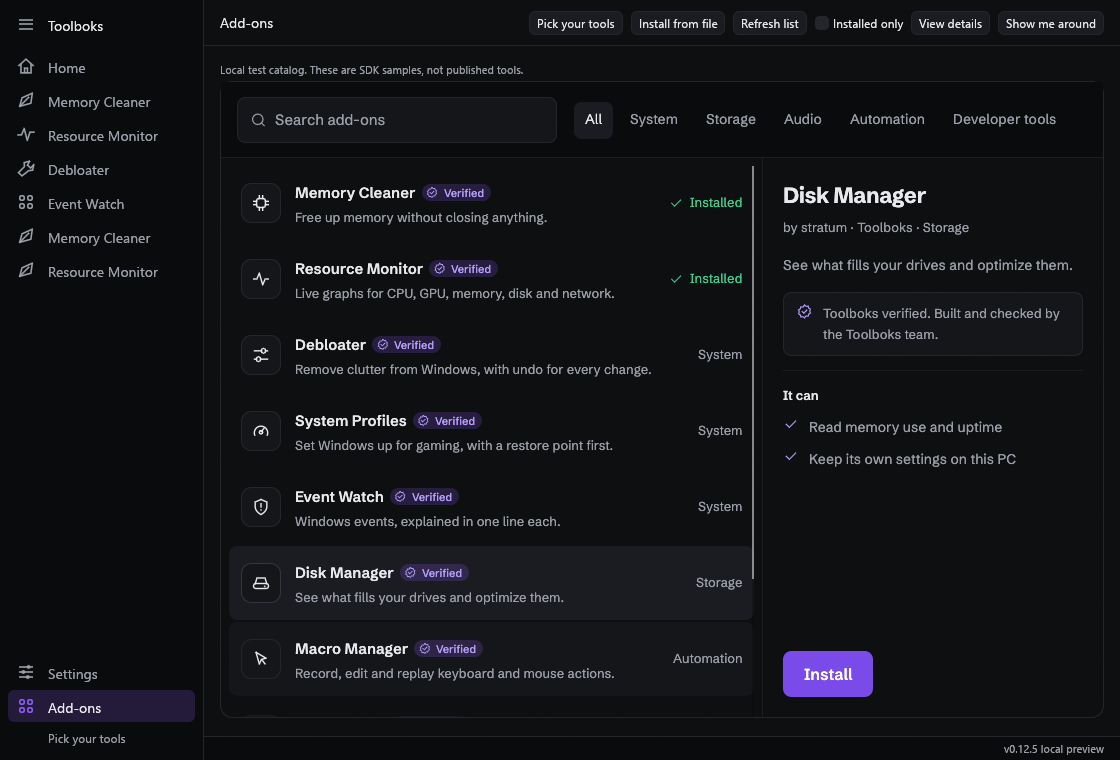 Toolboks
Home
Memory Cleaner
Resource Monitor
Debloater
Event Watch
Memory Cleaner
Resource Monitor
Settings
Add-ons
Pick your tools
Add-ons
Pick your tools
Install from file
Refresh list
Installed only
View details
Show me around
Local test catalog. These are SDK samples, not published tools.
Search add-ons
All
System
Storage
Audio
Automation
Developer tools
Memory Cleaner Verified
Free up memory without closing anything.
Installed
Resource Monitor Verified
Live graphs for CPU, GPU, memory, disk and network.
Installed
Debloater Verified
Remove clutter from Windows, with undo for every change.
System
System Profiles Verified
Set Windows up for gaming, with a restore point first.
System
Event Watch Verified
Windows events, explained in one line each.
System
Disk Manager Verified
See what fills your drives and optimize them.
Storage
Macro Manager Verified
Record, edit and replay keyboard and mouse actions.
Automation
Disk Manager
by stratum · Toolboks · Storage
See what fills your drives and optimize them.
Toolboks verified. Built and checked by
the Toolboks team.
It can
Read memory use and uptime
Keep its own settings on this PC
Install
v0.12.5 local preview